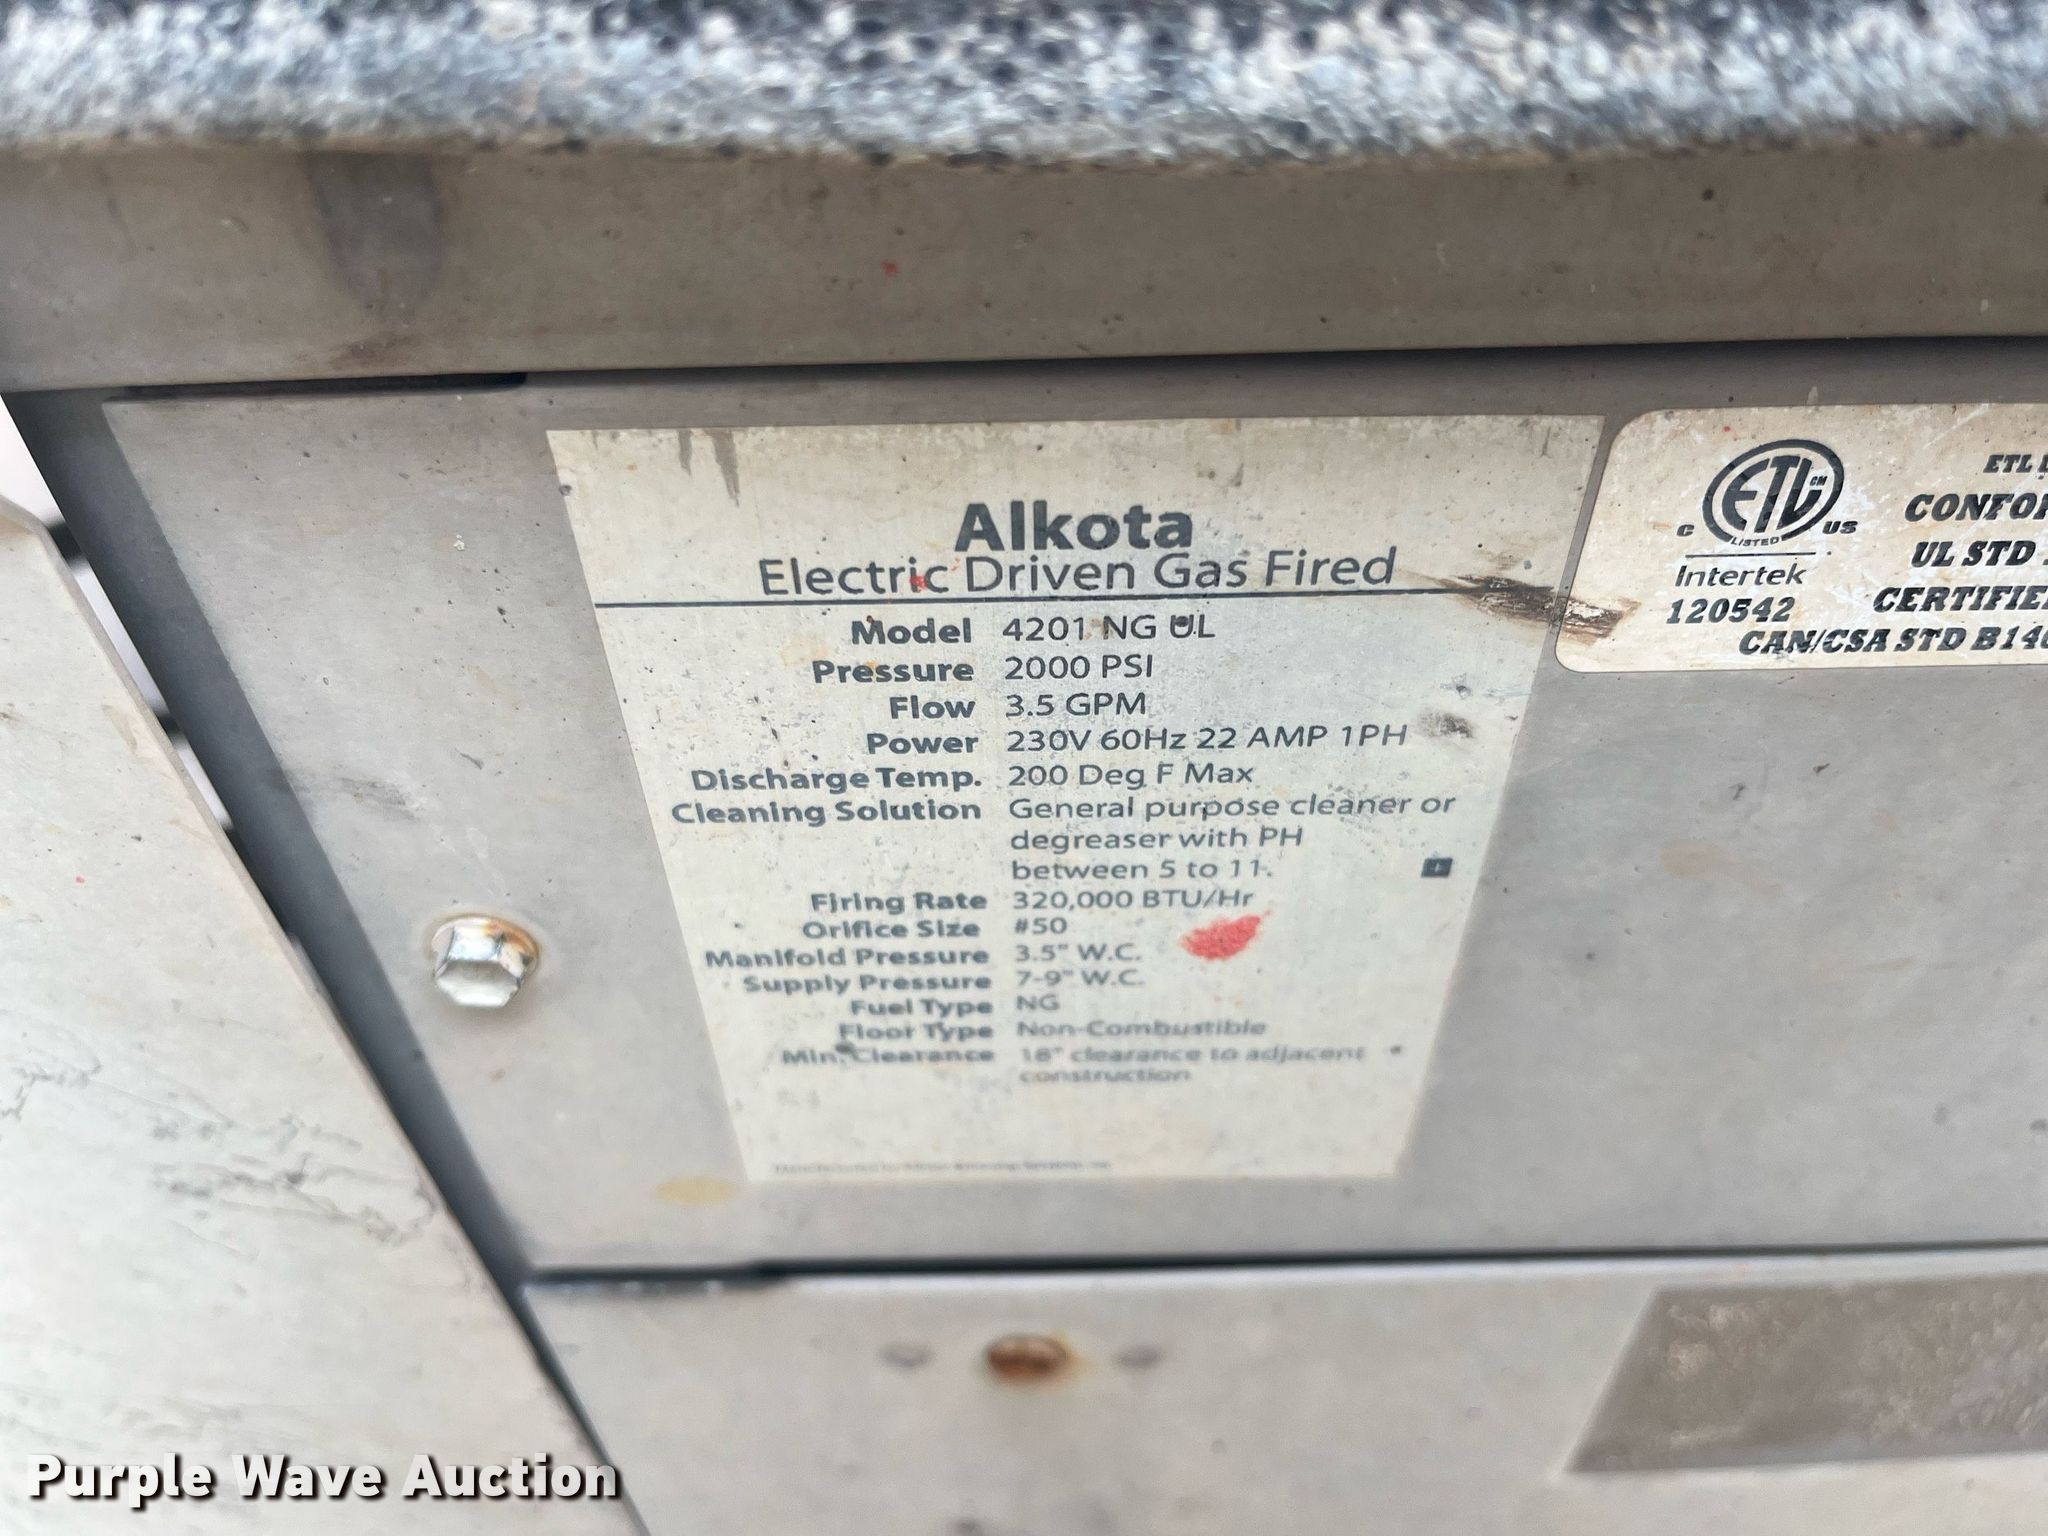 Alkota
Electric Driven Gas Fired
Model 4201 NG UL
Pressure 2000 PSI
Flow 3.5 GPM
Power 230V 60Hz 22 AMP 1PH
Discharge Temp. 200 Deg F Max
Cleaning Solution General purpose cleaner or
degreaser with PH
between 5 to 11.
Firing Rate 320,000 BTU/Hr
Orifice Size #50
Manifold Pressure 3.5" W.C.
Supply Pressure 7-9" W.C.
Fuel Type NG
Floor Type Non-Combustible
Min. Clearance 18" clearance to adjacent
construction
ETL CM
C LISTED US
Intertek
120542
ETL
UL STD
CAN/CSA STD
Purple Wave Auction